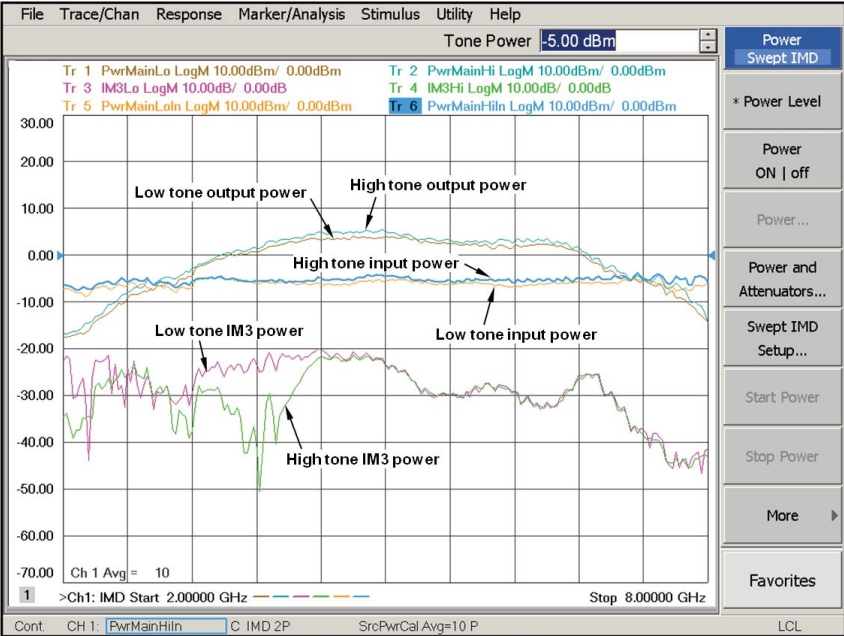 File Trace/Chan Response Marker/Analysis Stimulus Utility Help
Tone Power -5.00 dBm
Power
Swept IMD
Tr 1 PwrMainLo LogM 10.00dBm/ 0.00dBm
Tr 2 PwrMainHi LogM 10.00dBm/ 0.00dBm
Tr 3 IM3Lo LogM 10.00dB/ 0.00dB
Tr 4 IM3Hi LogM 10.00dB/ 0.00dB
Tr 5 PwrMainLoIn LogM 10.00dBm/ 0.00dBm
Tr 6 PwrMainHiIn LogM 10.00dBm/ 0.00dBm
30.00
20.00
10.00
0.00
-10.00
-20.00
-30.00
-40.00
-50.00
-60.00
-70.00
Low tone output power
High tone output power
High tone input power
Low tone IM3 power
Low tone input power
High tone IM3 power
Ch 1 Avg = 10
1 >Ch1: IMD Start 2.00000 GHz
Stop 8.00000 GHz
* Power Level
Power
ON | off
Power...
Power and
Attenuators...
Swept IMD
Setup...
Start Power
Stop Power
More
Favorites
Cont. CH 1: PwrMainHiIn C IMD 2P SrcPwrCal Avg=10 P LCL